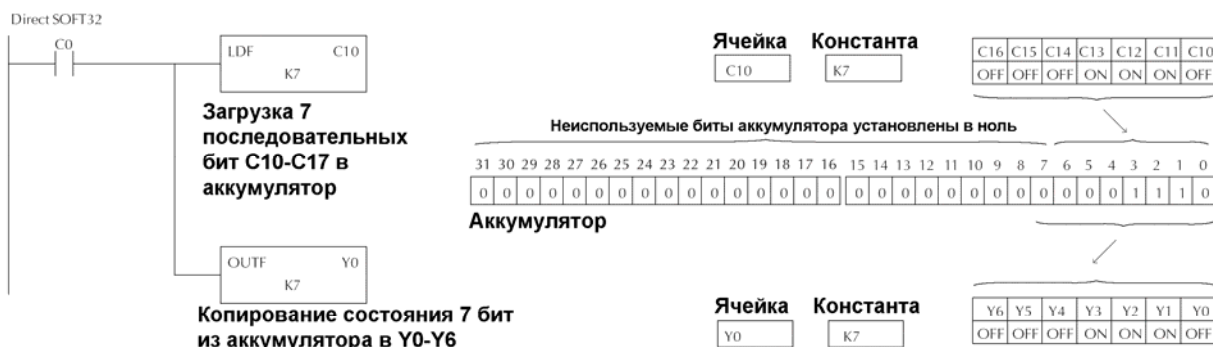 Direct SOFT32
C0
LDF C10
K7
Загрузка 7
последовательных
бит C10-C17 в
аккумулятор
OUTF Y0
K7
Копирование состояния 7 бит
из аккумулятора в Y0-Y6
Ячейка Константа
C10 K7
C16 C15 C14 C13 C12 C11 C10
OFF OFF OFF ON ON ON OFF
Неиспользуемые биты аккумулятора установлены в ноль
31 30 29 28 27 26 25 24 23 22 21 20 19 18 17 16 15 14 13 12 11 10 9 8 7 6 5 4 3 2 1 0
0 0 0 0 0 0 0 0 0 0 0 0 0 0 0 0 0 0 0 0 0 0 0 0 0 0 0 0 1 1 1 0
Аккумулятор
Ячейка Константа
Y0 K7
Y6 Y5 Y4 Y3 Y2 Y1 Y0
OFF OFF OFF ON ON ON OFF